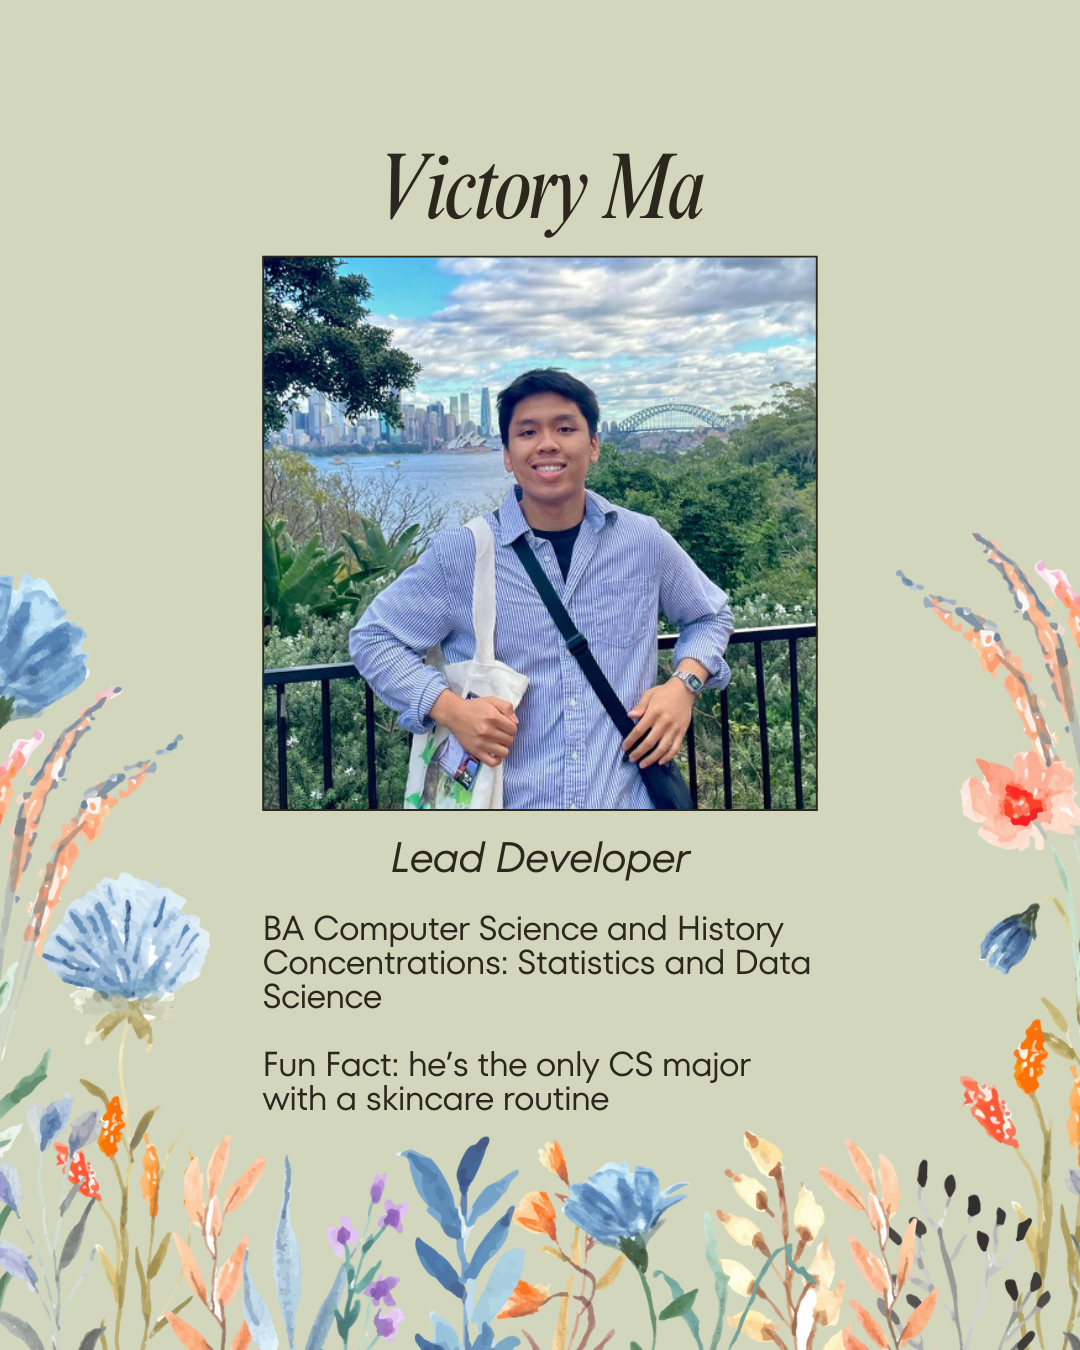 Victory Ma
Lead Developer
BA Computer Science and History
Concentrations: Statistics and Data
Science
Fun Fact: he’s the only CS major
with a skincare routine